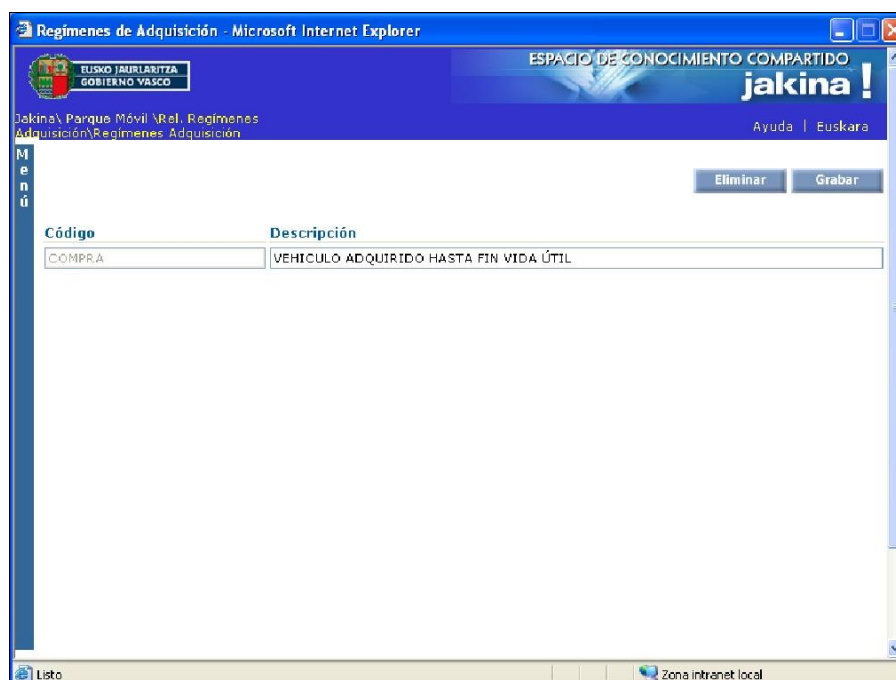 Regímenes de Adquisición - Microsoft Internet Explorer
EUSKO JAURLARITZA
GOBIERNO VASCO
ESPACIO DE CONOCIMIENTO COMPARTIDO
jakina !
Jakina\ Parque Móvil \Rel. Regímenes
Adquisición\Regímenes Adquisición
Ayuda | Euskara
Menú
Eliminar Grabar
Código Descripción
COMPRA VEHICULO ADQUIRIDO HASTA FIN VIDA ÚTIL
Listo Zona intranet local